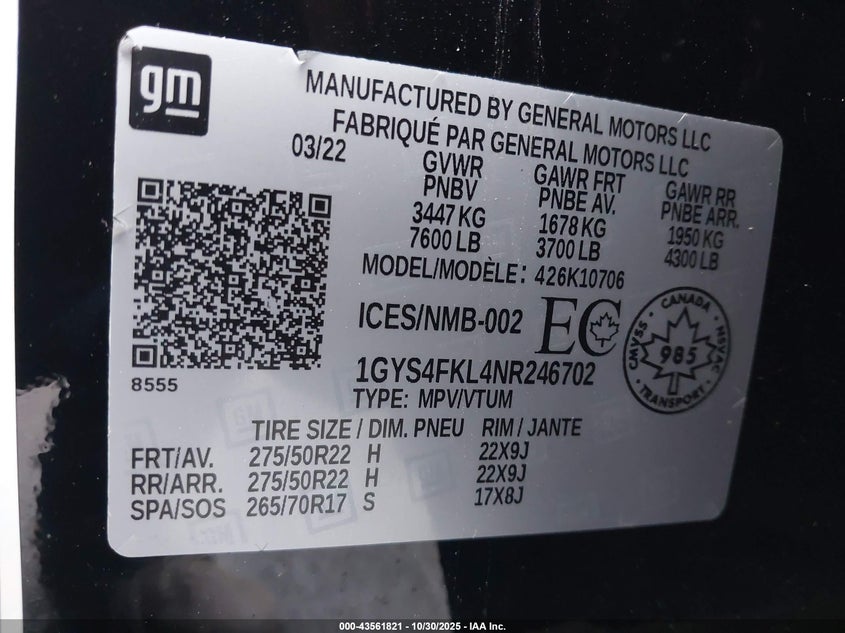 gm
MANUFACTURED BY GENERAL MOTORS LLC
FABRIQUÉ PAR GENERAL MOTORS LLC
03/22
GVWR GAWR FRT GAWR RR
PNBV PNBE AV. PNBE ARR.
3447 KG 1678 KG 1950 KG
7600 LB 3700 LB 4300 LB
MODEL/MODÈLE: 426K10706
ICES/NMB-002 EC
CANADA
CMVSS 985 NSVAC
TRANSPORT
8555
1GYS4FKL4NR246702
TYPE: MPV/VTUM
TIRE SIZE / DIM. PNEU RIM / JANTE
FRT/AV. 275/50R22 H 22X9J
RR/ARR. 275/50R22 H 22X9J
SPA/SOS 265/70R17 S 17X8J
000-43561821 - 10/30/2025 - IAA Inc.